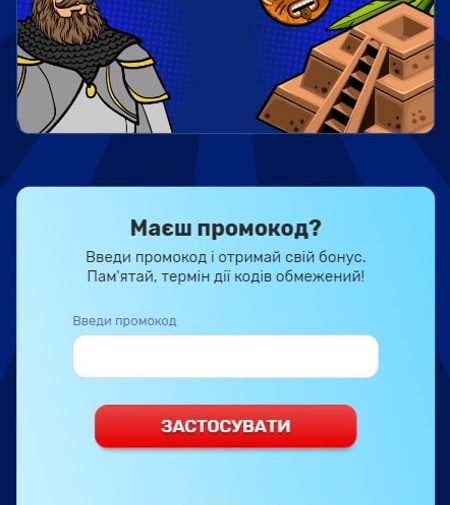 Маєш промокод?
Введи промокод і отримай свій бонус.
Пам'ятай, термін дії кодів обмежений!
Введи промокод
ЗАСТОСУВАТИ